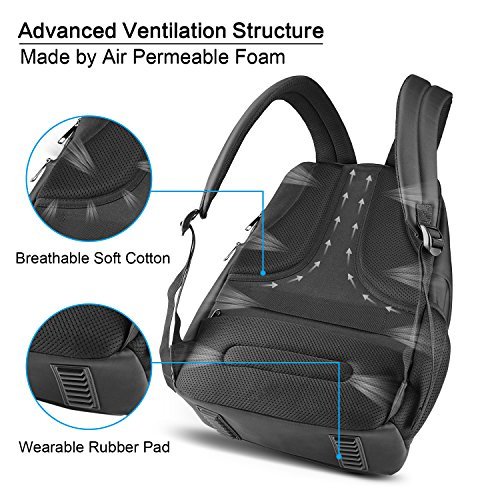 Advanced Ventilation Structure
Made by Air Permeable Foam
Breathable Soft Cotton
Wearable Rubber Pad